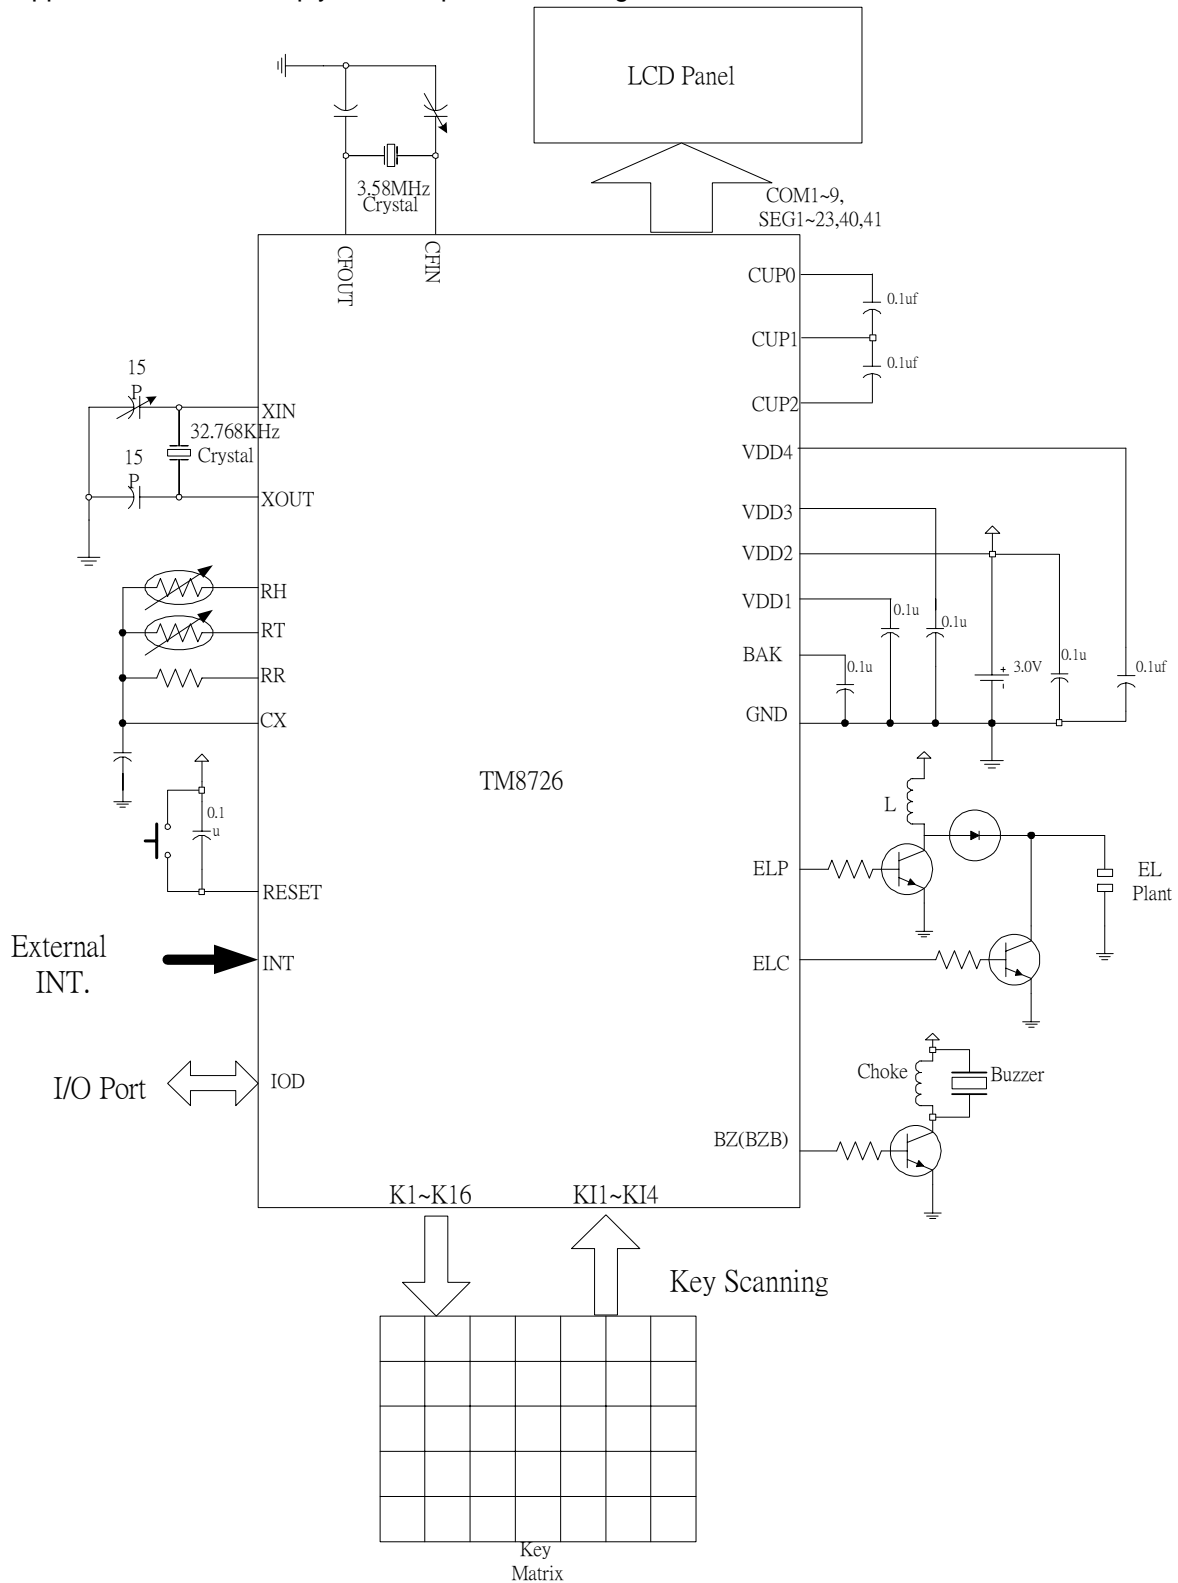 LCD Panel
3.58MHz
Crystal
COM1~9,
SEG1~23,40,41
CFOUT
CFIN
CUP0
0.1uf
CUP1
0.1uf
CUP2
15
P
XIN
32.768KHz
Crystal
15
P
XOUT
VDD4
VDD3
VDD2
VDD1
0.1u
0.1u
BAK
0.1u
+
3.0V
-
0.1u
0.1uf
GND
RH
RT
RR
CX
TM8726
0.1
u
RESET
L
ELP
EL
Plant
External
INT.
INT
ELC
I/O Port
IOD
Choke
Buzzer
BZ(BZB)
K1~K16
KI1~KI4
Key Scanning
Key
Matrix